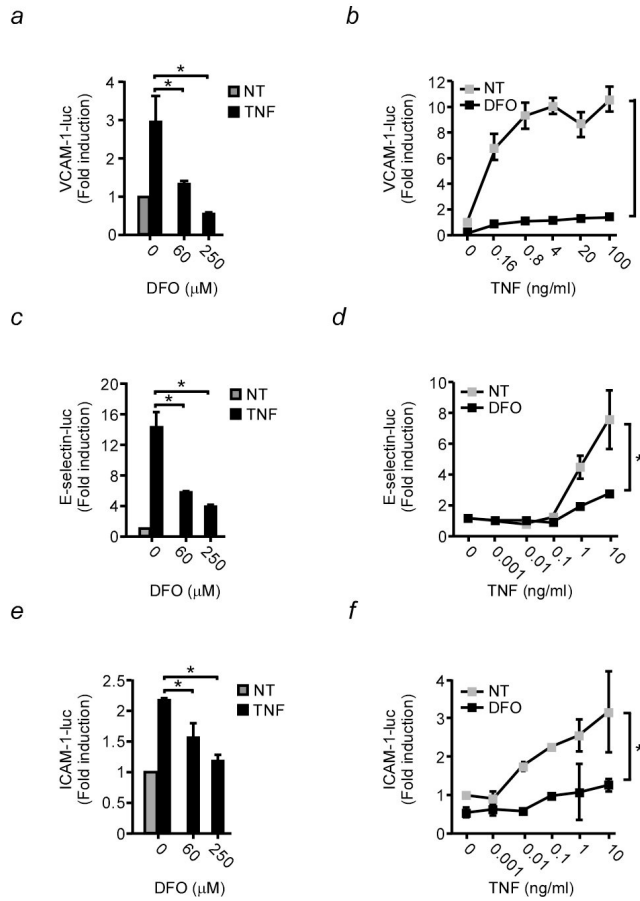 a
VCAM-1-luc
(Fold induction)
4
3
2
1
0
*
*
NT
TNF
0
60
250
DFO (μM)
b
VCAM-1-luc
(Fold induction)
12
10
8
6
4
2
0
NT
DFO
0
0.16
0.8
4
20
100
TNF (ng/ml)
c
E-selectin-luc
(Fold induction)
20
16
12
8
4
0
*
*
NT
TNF
0
60
250
DFO (μM)
d
E-selectin-luc
(Fold induction)
10
8
6
4
2
0
NT
DFO
*
0
0.001
0.01
0.1
1
10
TNF (ng/ml)
e
ICAM-1-luc
(Fold induction)
2.5
2
1.5
1
0.5
0
*
*
NT
TNF
0
60
250
DFO (μM)
f
ICAM-1-luc
(Fold induction)
4
3
2
1
0
NT
DFO
*
0
0.001
0.01
0.1
1
10
TNF (ng/ml)